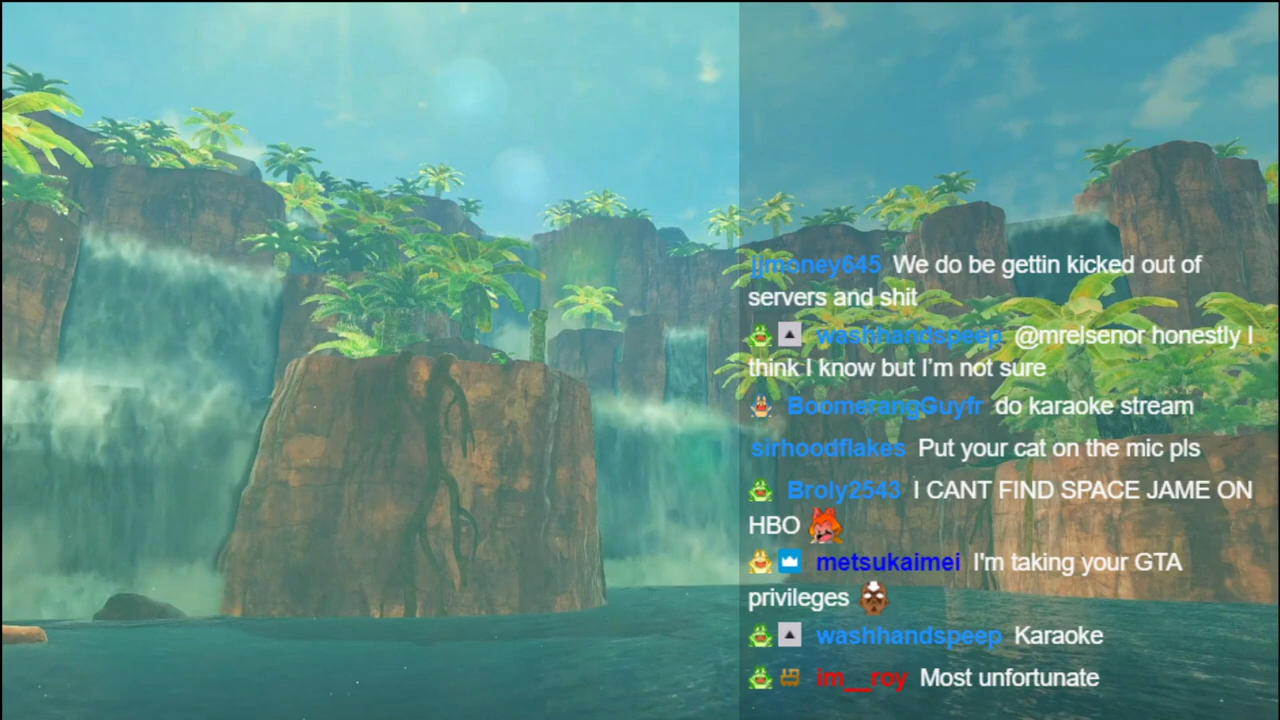 jjmoney645 We do be gettin kicked out of
servers and shit
washhandspeep @mrelsenor honestly I
think I know but I'm not sure
BoomerangGuyfr do karaoke stream
sirhoodflakes Put your cat on the mic pls
Broly2543 I CANT FIND SPACE JAME ON
HBO
metsukaimei I'm taking your GTA
privileges
washhandspeep Karaoke
im__roy Most unfortunate